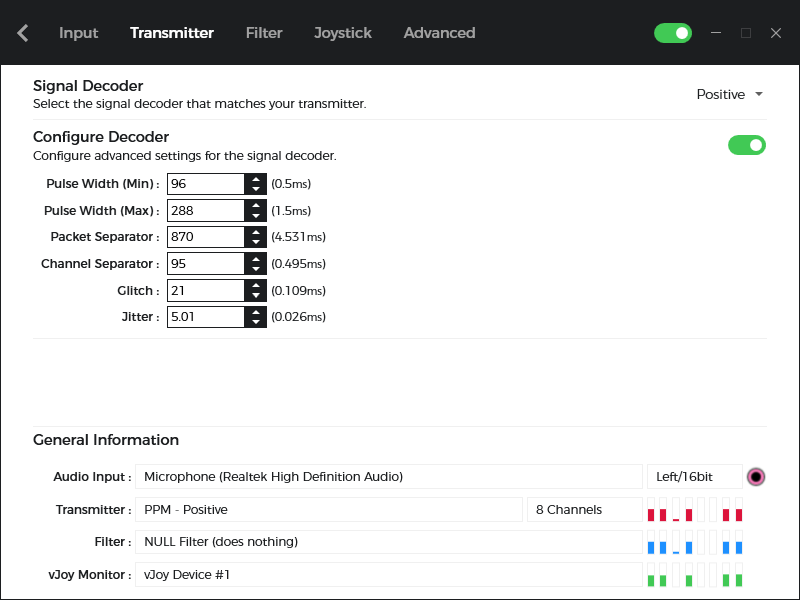 Input Transmitter Filter Joystick Advanced
Signal Decoder
Select the signal decoder that matches your transmitter.
Positive
Configure Decoder
Configure advanced settings for the signal decoder.
Pulse Width (Min) : 96 (0.5ms)
Pulse Width (Max) : 288 (1.5ms)
Packet Separator : 870 (4.531ms)
Channel Separator : 95 (0.495ms)
Glitch : 21 (0.109ms)
Jitter : 5.01 (0.026ms)
General Information
Audio Input : Microphone (Realtek High Definition Audio) Left/16bit
Transmitter : PPM - Positive 8 Channels
Filter : NULL Filter (does nothing)
vJoy Monitor : vJoy Device #1